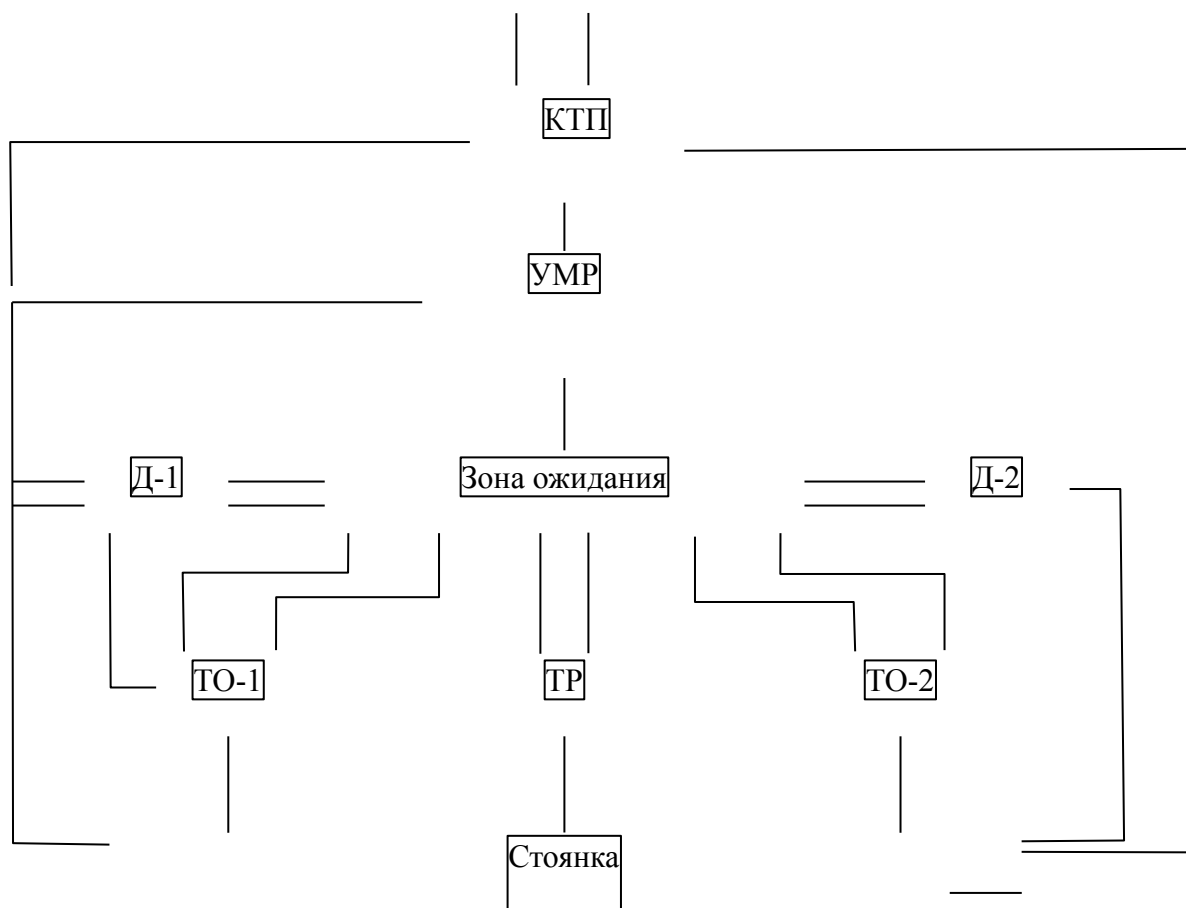 КТП
УМР
Д-1
Зона ожидания
Д-2
ТО-1
ТР
ТО-2
Стоянка